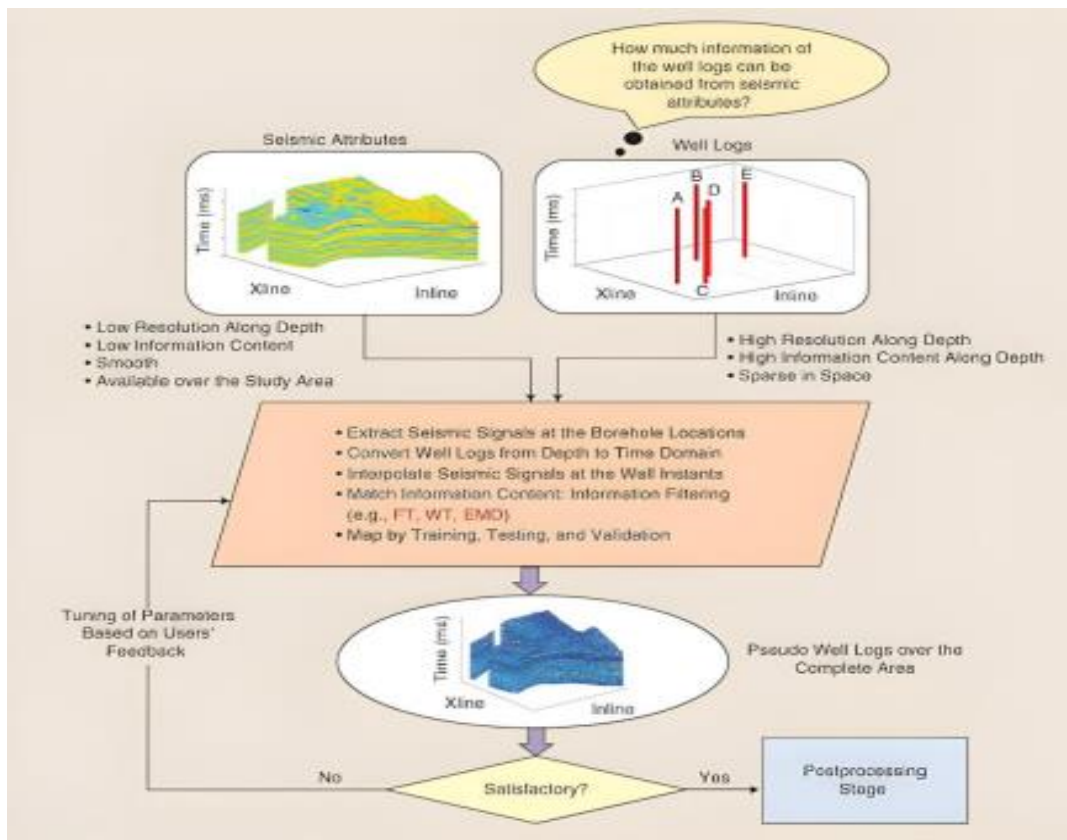 How much information of
the well logs can be
obtained from seismic
attributes?
Seismic Attributes
Well Logs
Time (ms)
Xline
Inline
A
B
D
E
C
Time (ms)
Xline
Inline
• Low Resolution Along Depth
• Low Information Content
• Smooth
• Available over the Study Area
• High Resolution Along Depth
• High Information Content Along Depth
• Sparse in Space
• Extract Seismic Signals at the Borehole Locations
• Convert Well Logs from Depth to Time Domain
• Interpolate Seismic Signals at the Well Instants
• Match Information Content: Information Filtering
(e.g., FT, WT, EMD)
• Map by Training, Testing, and Validation
Tuning of Parameters
Based on Users'
Feedback
Time (ms)
Xline
Inline
Pseudo Well Logs over the
Complete Area
No
Satisfactory?
Yes
Postprocessing
Stage